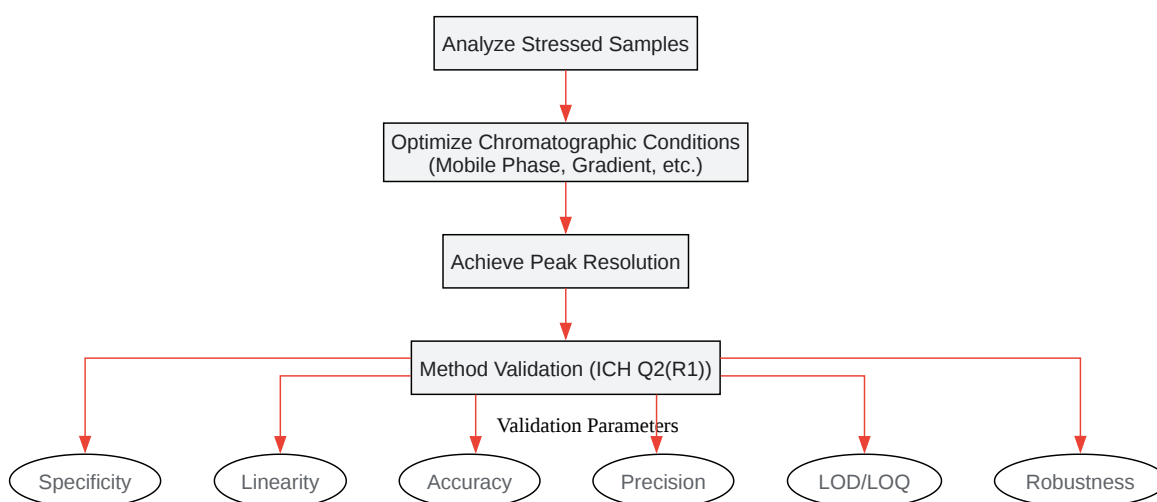 Analyze Stressed Samples
Optimize Chromatographic Conditions
(Mobile Phase, Gradient, etc.)
Achieve Peak Resolution
Method Validation (ICH Q2(R1))
Validation Parameters
Specificity
Linearity
Accuracy
Precision
LOD/LOQ
Robustness